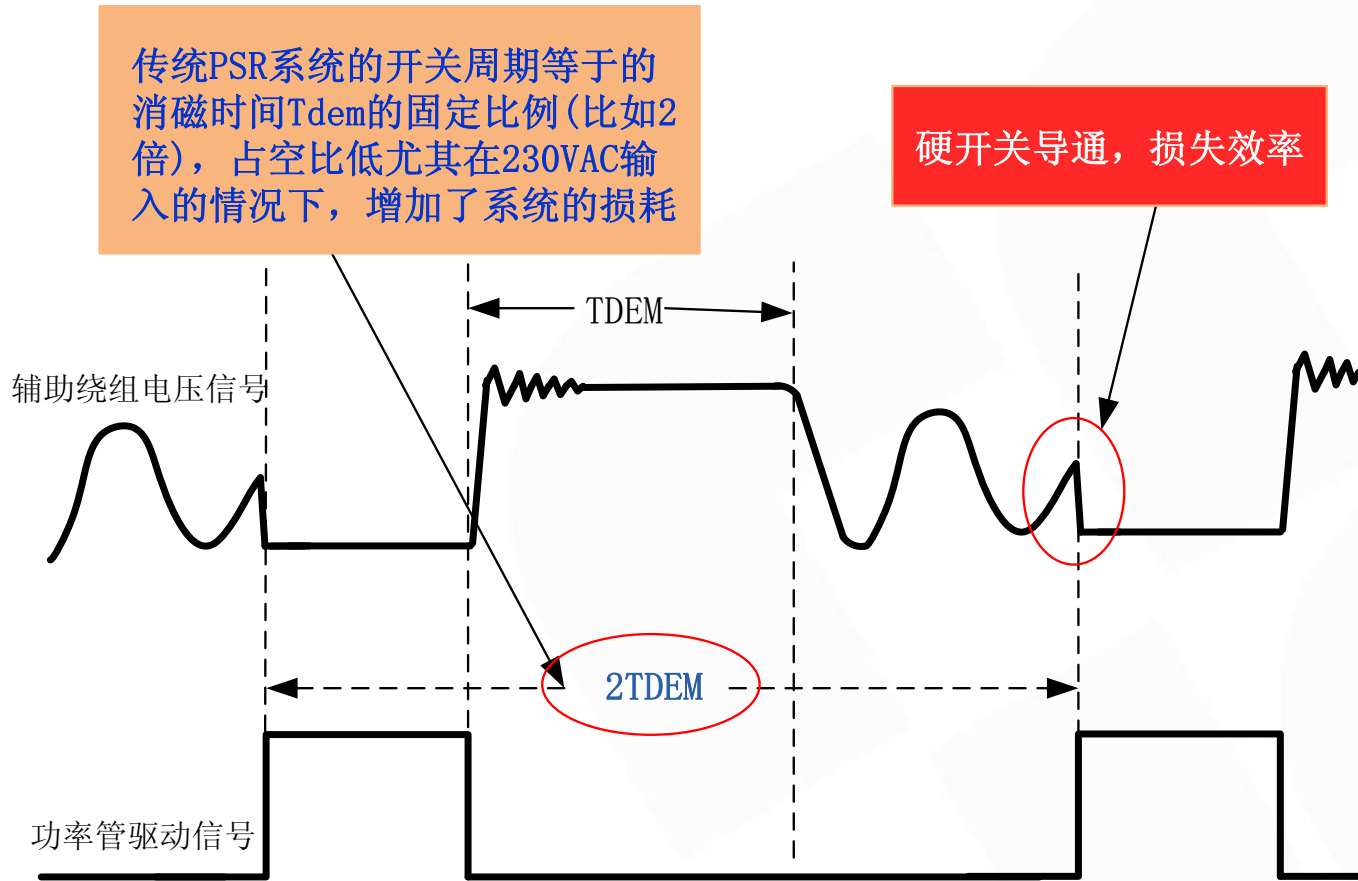 传统PSR系统的开关周期等于的
消磁时间Tdem的固定比例(比如2
倍)，占空比低尤其在230VAC输
入的情况下，增加了系统的损耗
硬开关导通，损失效率
TDEM
辅助绕组电压信号
2TDEM
功率管驱动信号